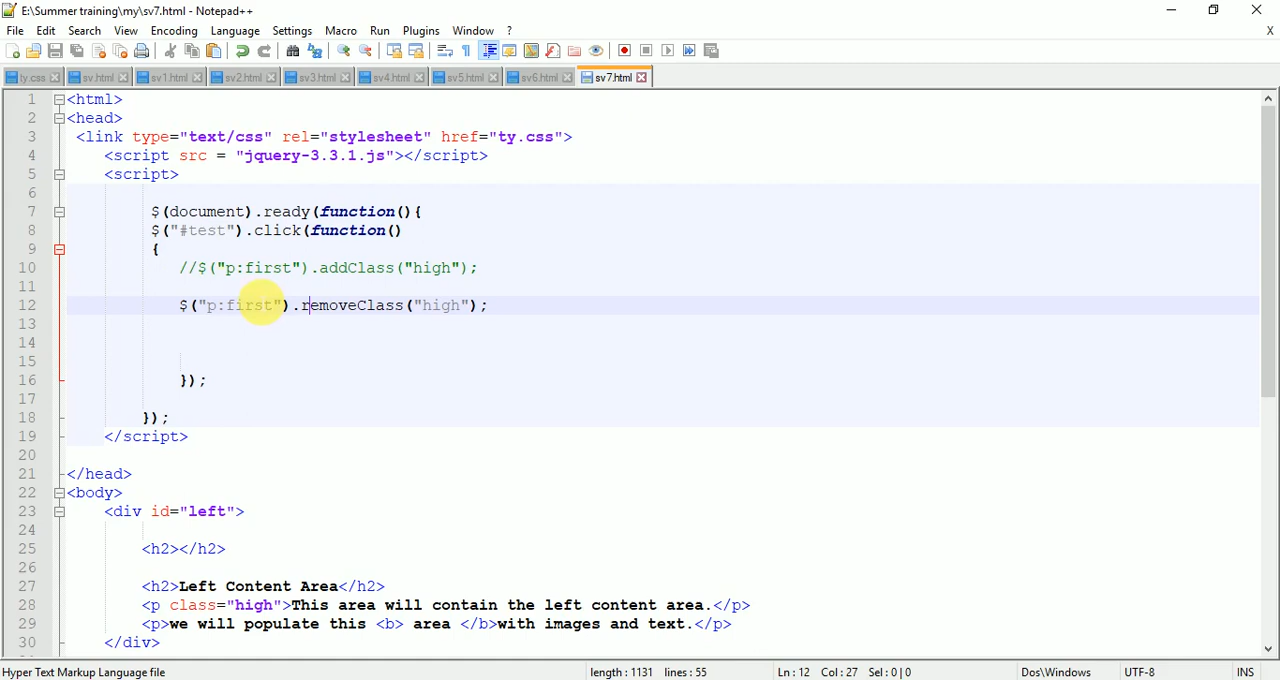 E:\Summer training\my\sv7.html - Notepad++
File Edit Search View Encoding Language Settings Macro Run Plugins Window ? X
ty.css sv.html sv1.html sv2.html sv3.html sv4.html sv5.html sv6.html sv7.html
1 <html>
2 <head>
3 <link type="text/css" rel="stylesheet" href="ty.css">
4 <script src = "jquery-3.3.1.js"></script>
5 <script>
6
7 $(document).ready(function(){
8 $("#test").click(function()
9 {
10 //$("p:first").addClass("high");
11
12 $("p:first").removeClass("high");
13
14
15
16 });
17
18 });
19 </script>
20
21 </head>
22 <body>
23 <div id="left">
24
25 <h2></h2>
26
27 <h2>Left Content Area</h2>
28 <p class="high">This area will contain the left content area.</p>
29 <p>we will populate this <b> area </b>with images and text.</p>
30 </div>
Hyper Text Markup Language file length : 1131 lines : 55 Ln : 12 Col : 27 Sel : 0 | 0 Dos\Windows UTF-8 INS